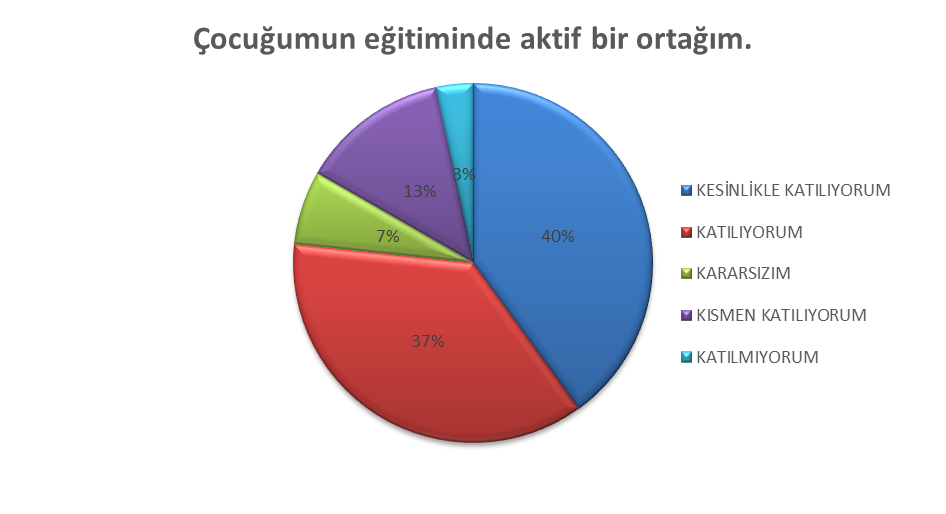 Çocuğumun eğitiminde aktif bir ortağım.
3%
13%
7%
40%
37%
KESİNLİKLE KATILIYORUM
KATILIYORUM
KARARSIZIM
KISMEN KATILIYORUM
KATILMIYORUM